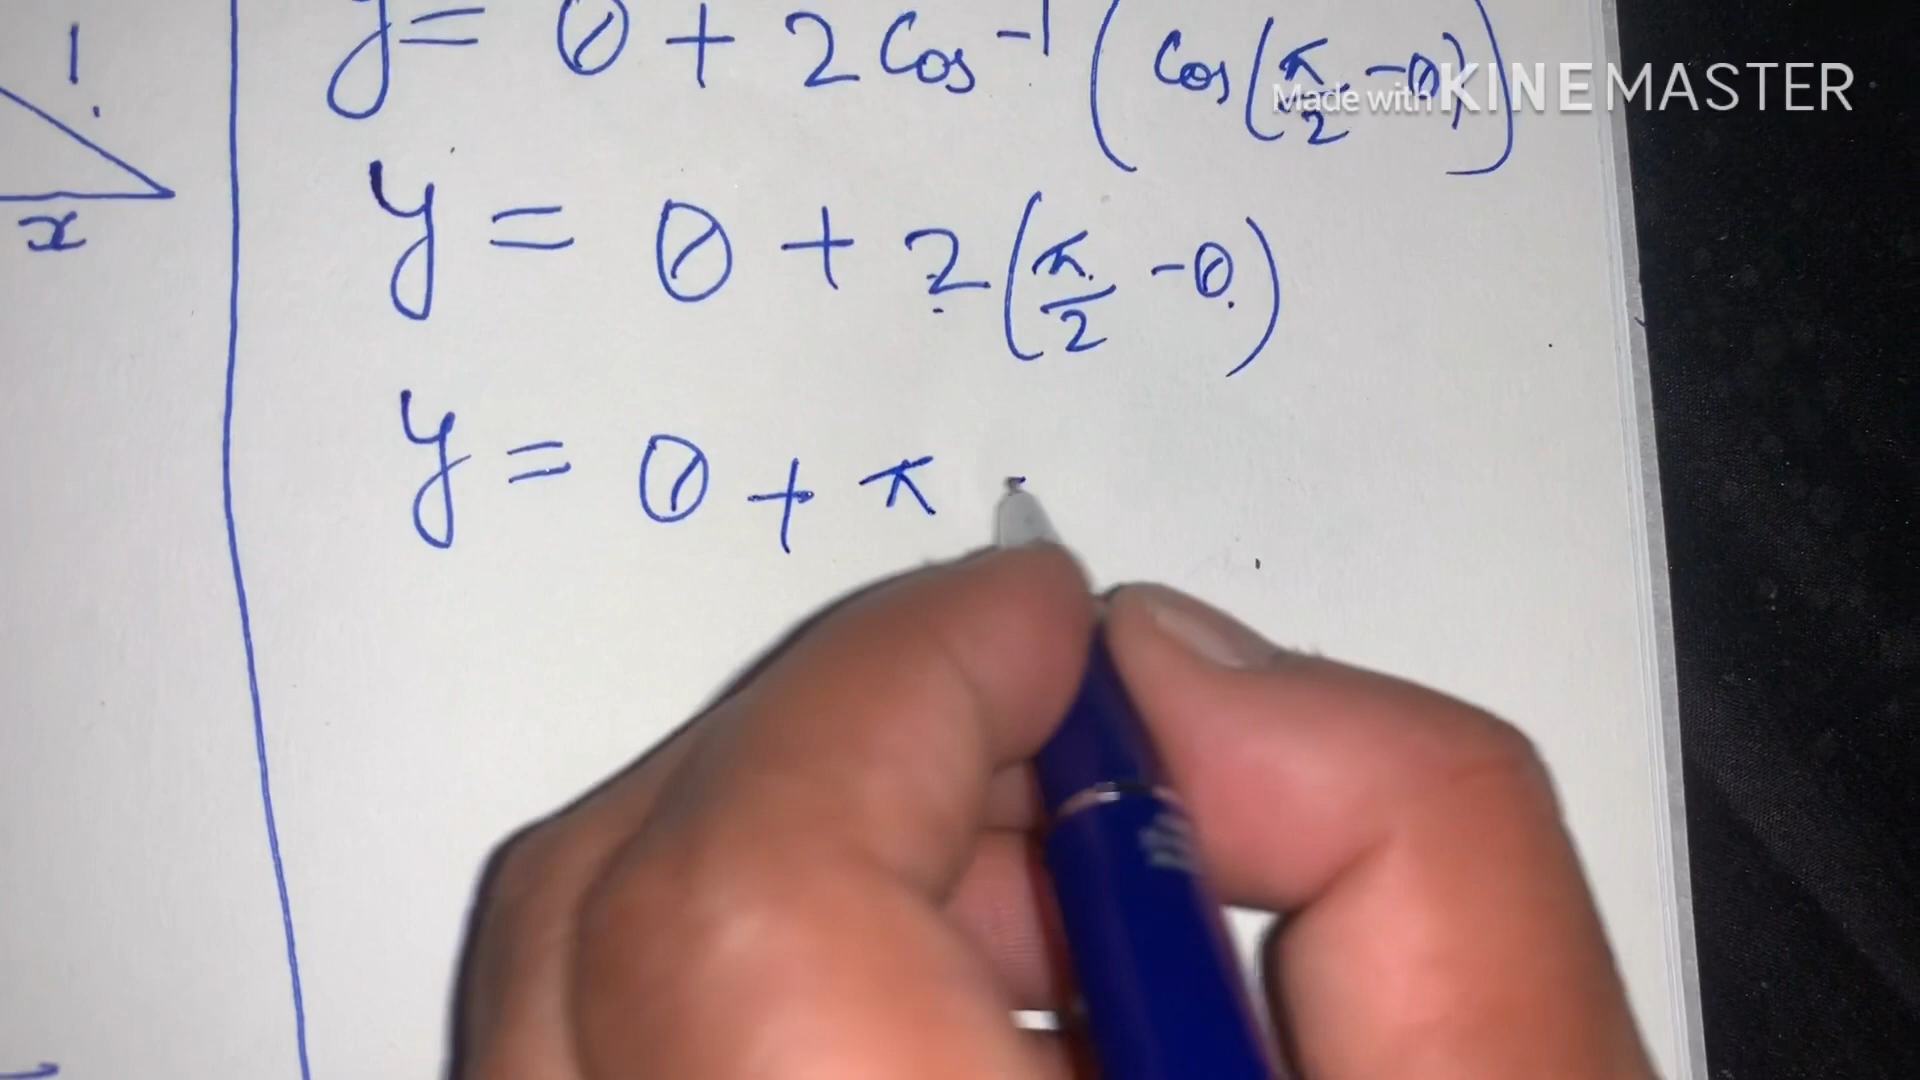 1
x
y = θ + 2 cos⁻¹ ( cos( π/2 - θ) )
Made with KINEMASTER
y = θ + 2 ( π/2 - θ )
y = θ + π